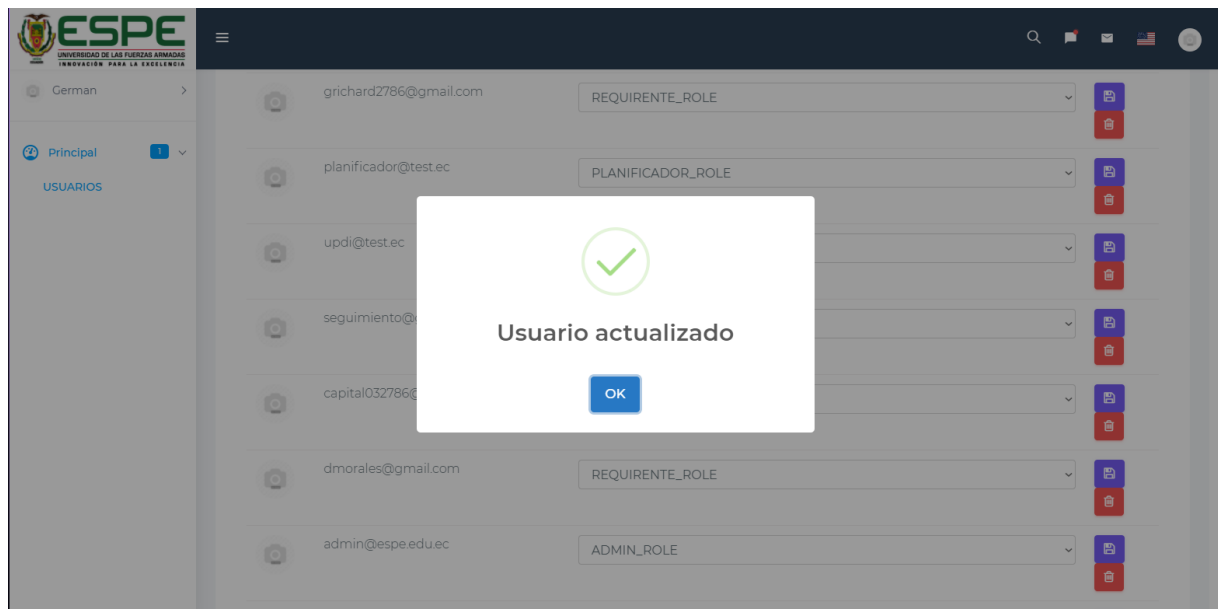 ESPE
UNIVERSIDAD DE LAS FUERZAS ARMADAS
INNOVACIÓN PARA LA EXCELENCIA
German
Principal 1
USUARIOS
grichard2786@gmail.com REQUIRENTE_ROLE
planificador@test.ec PLANIFICADOR_ROLE
updi@test.ec
seguimiento@
capital032786@
dmorales@gmail.com REQUIRENTE_ROLE
admin@espe.edu.ec ADMIN_ROLE
Usuario actualizado
OK